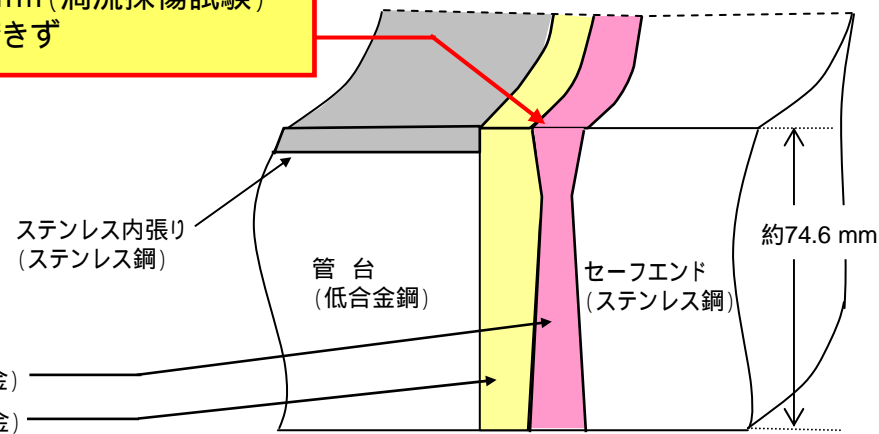 (渦流探傷試験)
きず
ステンレス内張り
(ステンレス鋼)
管 台
(低合金鋼)
セーフエンド
(ステンレス鋼)
約74.6 mm
金)
金)